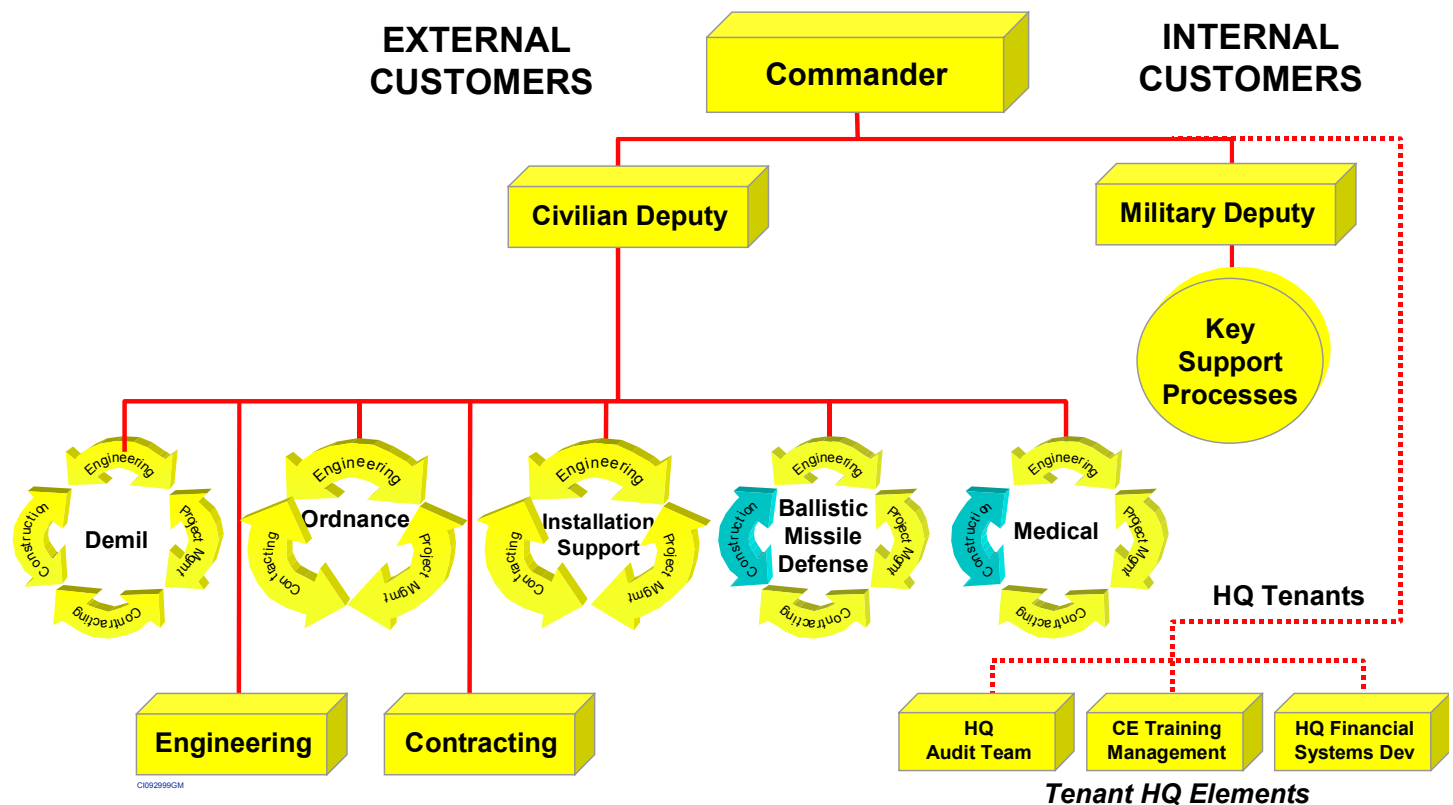 EXTERNAL
CUSTOMERS
Commander
INTERNAL
CUSTOMERS
Civilian Deputy
Military Deputy
Key
Support
Processes
Engineering
Construction
Demil
Project Mgmt
Contracting
Engineering
Ordnance
Contracting
Project Mgmt
Engineering
Installation
Support
Contracting
Project Mgmt
Engineering
Construction
Ballistic
Missile
Defense
Project Mgmt
Contracting
Engineering
Construction
Medical
Project Mgmt
Contracting
HQ Tenants
Engineering
Contracting
HQ
Audit Team
CE Training
Management
HQ Financial
Systems Dev
CI092999GM
Tenant HQ Elements